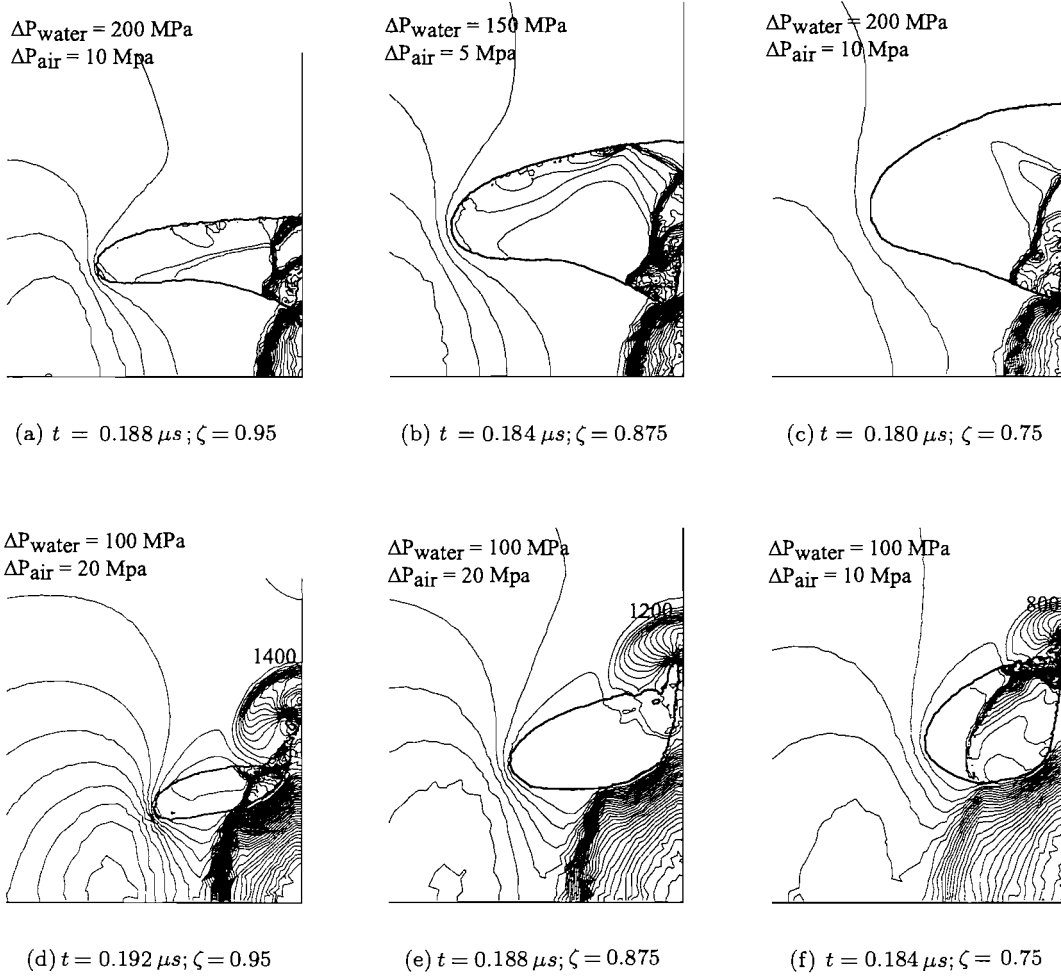 ΔPwater = 200 MPa
ΔPair = 10 Mpa
ΔPwater = 150 MPa
ΔPair = 5 Mpa
ΔPwater = 200 MPa
ΔPair = 10 Mpa
(a) t = 0.188 μs; ζ = 0.95
(b) t = 0.184 μs; ζ = 0.875
(c) t = 0.180 μs; ζ = 0.75
ΔPwater = 100 MPa
ΔPair = 20 Mpa
1400
ΔPwater = 100 MPa
ΔPair = 20 Mpa
1200
ΔPwater = 100 MPa
ΔPair = 10 Mpa
800
(d) t = 0.192 μs; ζ = 0.95
(e) t = 0.188 μs; ζ = 0.875
(f) t = 0.184 μs; ζ = 0.75